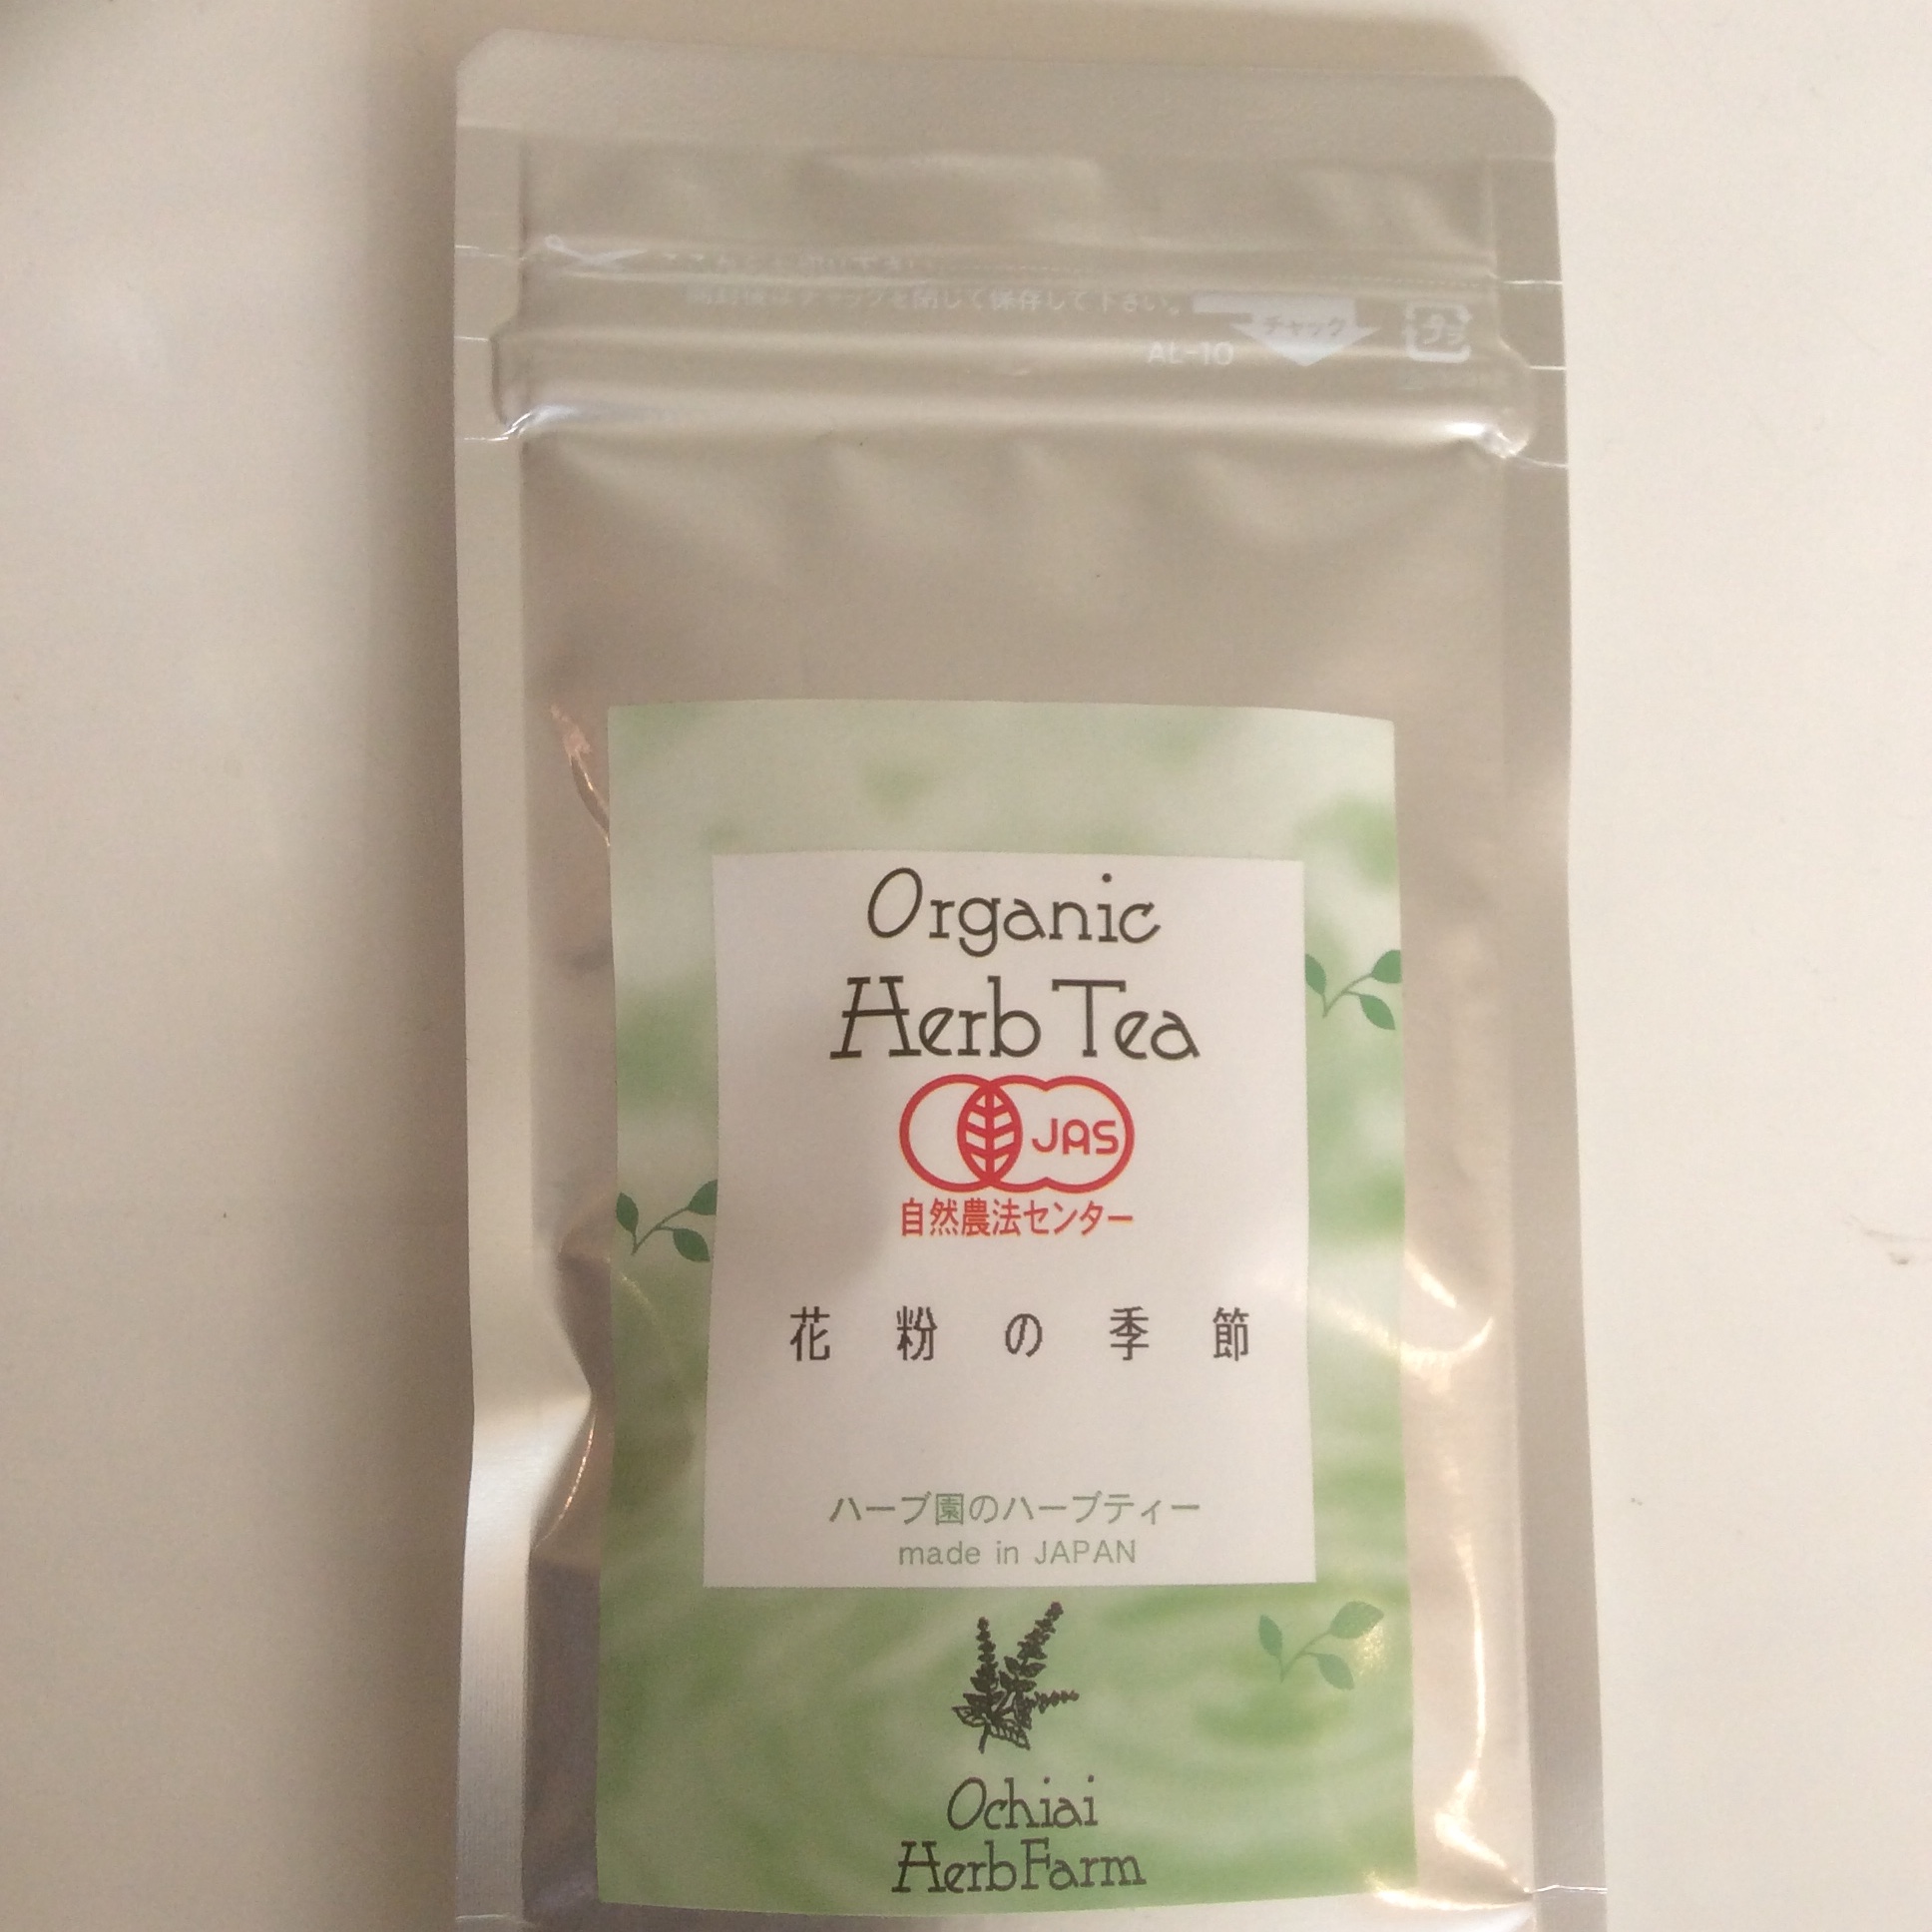 開封後はチャックを閉じて保存して下さい。
チャック
プラ
AL-10
Organic
Herb Tea
JAS
自然農法センター
花粉の季節
ハーブ園のハーブティー
made in JAPAN
Ochiai
HerbFarm